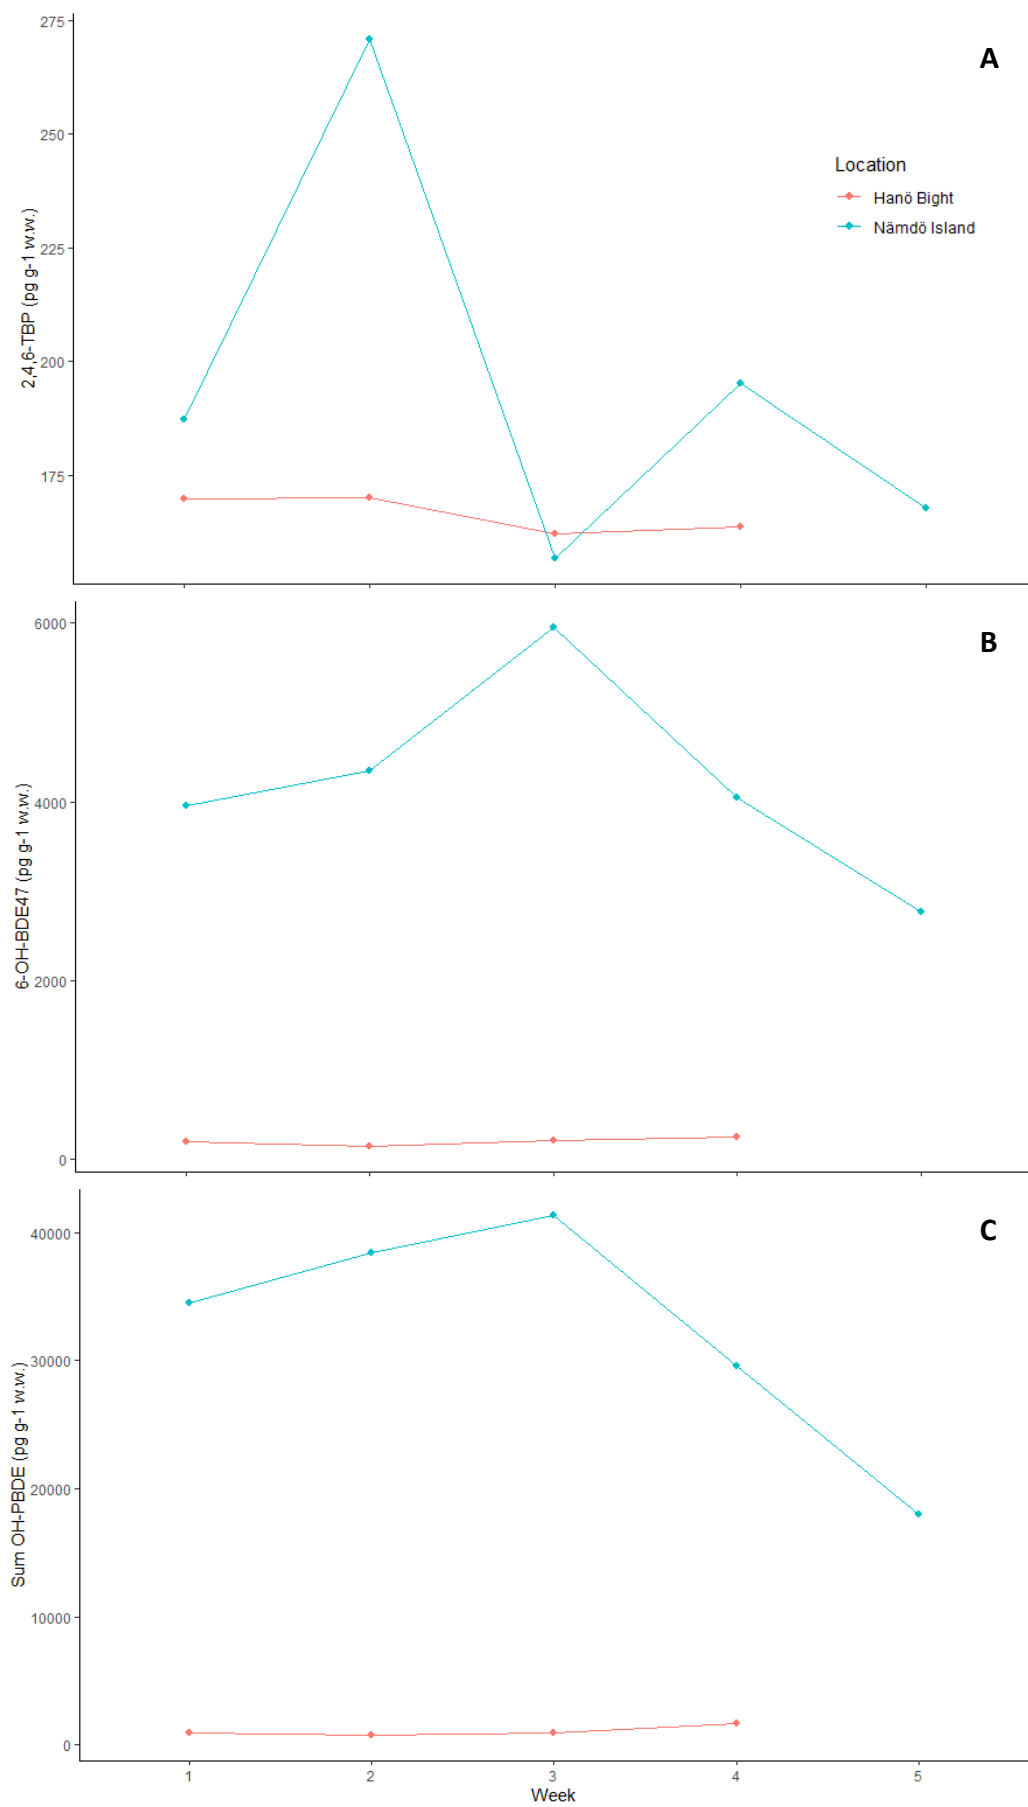 A
275
250
225
200
175
2,4,6-TBP (pg g-1 w.w.)
Location
Hanö Bight
Nämdö Island
B
6000
4000
2000
0
6-OH-BDE47 (pg g-1 w.w.)
C
40000
30000
20000
10000
0
Sum OH-PBDE (pg g-1 w.w.)
1 2 3 4 5
Week